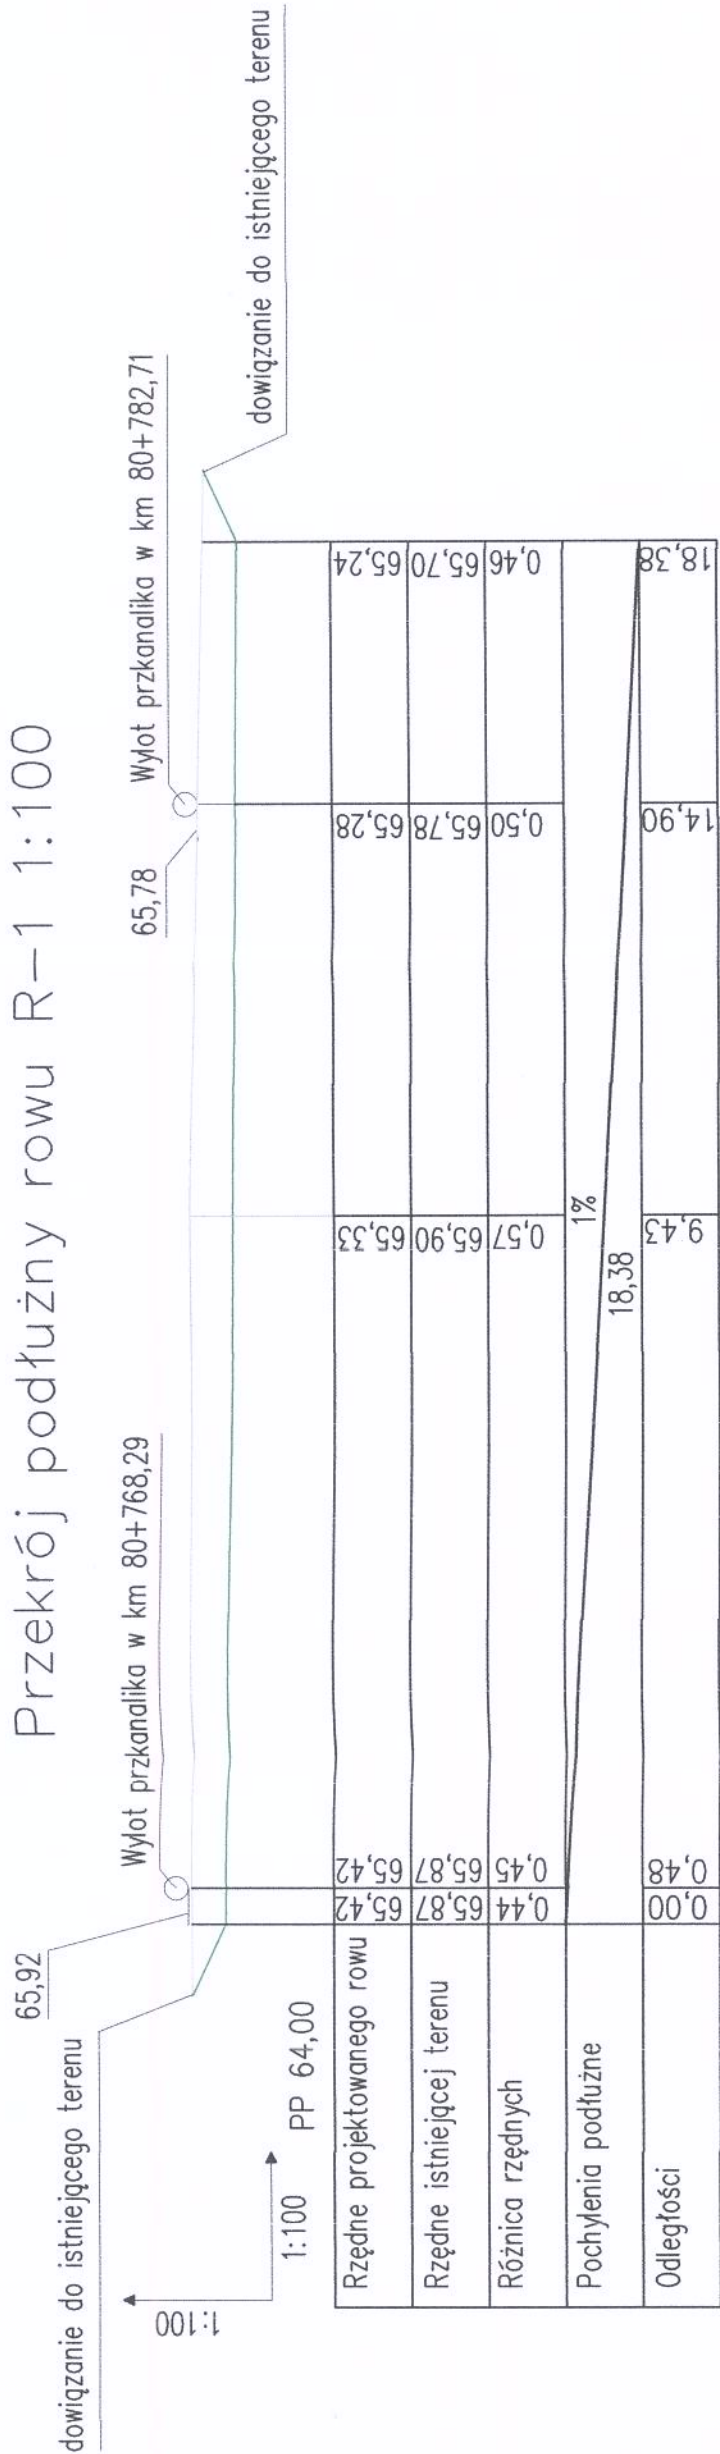 Przekrój podłużny rowu R-1 1:100
dowiązanie do istniejącego terenu
65,92
Wylot przkanalika w km 80+768,29
65,78
Wylot przkanalika w km 80+782,71
dowiązanie do istniejącego terenu
1:100
1:100
PP 64,00
Rzędne projektowanego rowu 65,42 65,42 65,33 65,28 65,24
Rzędne istniejącej terenu 65,87 65,87 65,90 65,78 65,70
Różnica rzędnych 0,44 0,45 0,57 0,50 0,46
Pochylenia podłużne 1% 18,38
Odległości 0,00 0,48 9,43 14,90 18,38